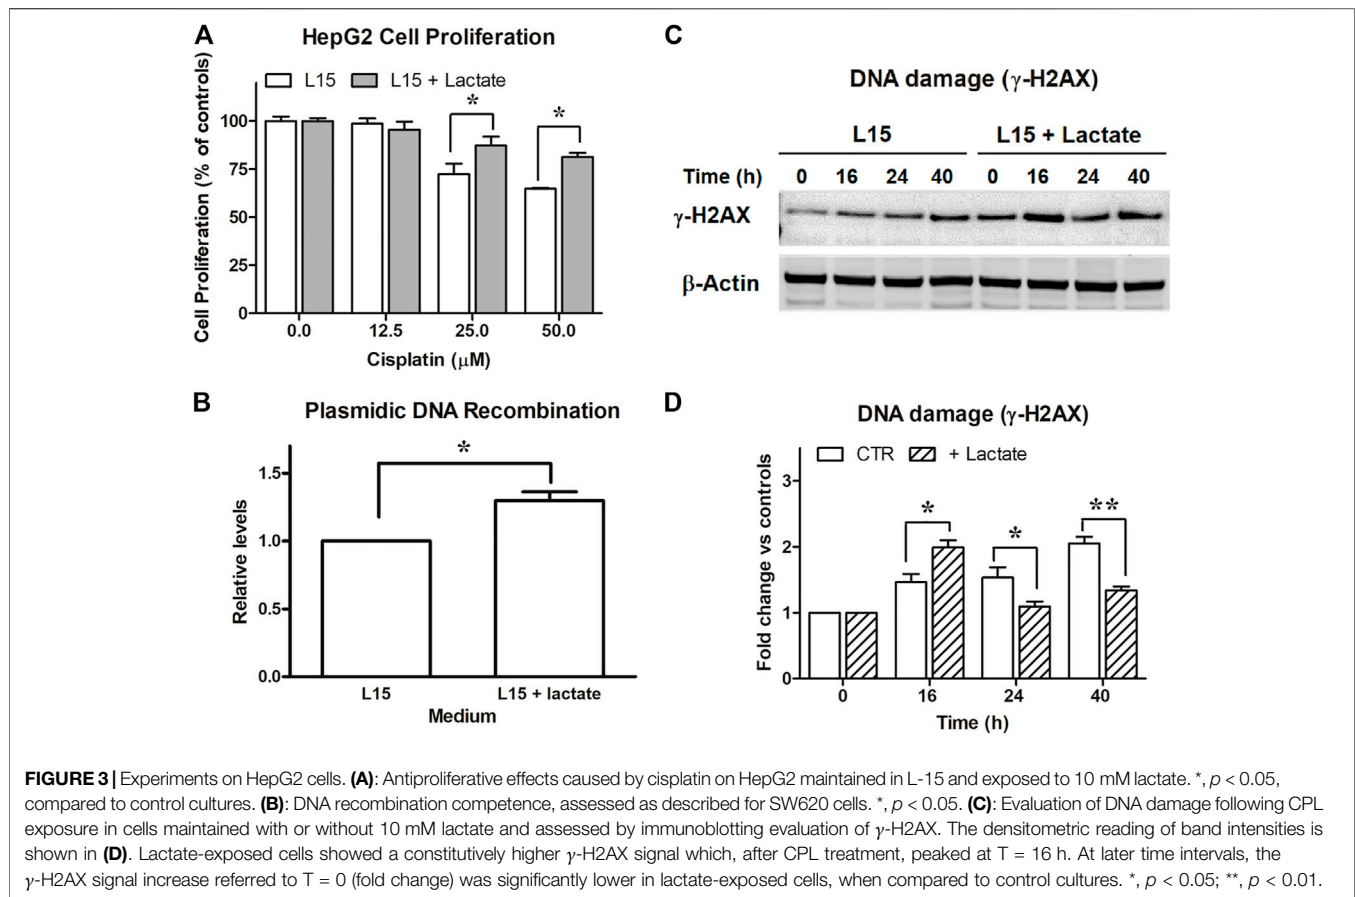 A
HepG2 Cell Proliferation
L15
L15 + Lactate
*
*
Cell Proliferation (% of controls)
100
75
50
25
0
0.0 12.5 25.0 50.0
Cisplatin (μM)
B
Plasmidic DNA Recombination
*
Relative levels
1.5
1.0
0.5
0.0
L15 L15 + lactate
Medium
C
DNA damage (γ-H2AX)
L15 L15 + Lactate
Time (h) 0 16 24 40 0 16 24 40
γ-H2AX
β-Actin
D
DNA damage (γ-H2AX)
CTR + Lactate
* * **
Fold change vs controls
3
2
1
0
0 16 24 40
Time (h)
FIGURE 3 | Experiments on HepG2 cells. (A): Antiproliferative effects caused by cisplatin on HepG2 maintained in L-15 and exposed to 10 mM lactate. *, p < 0.05,
compared to control cultures. (B): DNA recombination competence, assessed as described for SW620 cells. *, p < 0.05. (C): Evaluation of DNA damage following CPL
exposure in cells maintained with or without 10 mM lactate and assessed by immunoblotting evaluation of γ-H2AX. The densitometric reading of band intensities is
shown in (D). Lactate-exposed cells showed a constitutively higher γ-H2AX signal which, after CPL treatment, peaked at T = 16 h. At later time intervals, the
γ-H2AX signal increase referred to T = 0 (fold change) was significantly lower in lactate-exposed cells, when compared to control cultures. *, p < 0.05; **, p < 0.01.